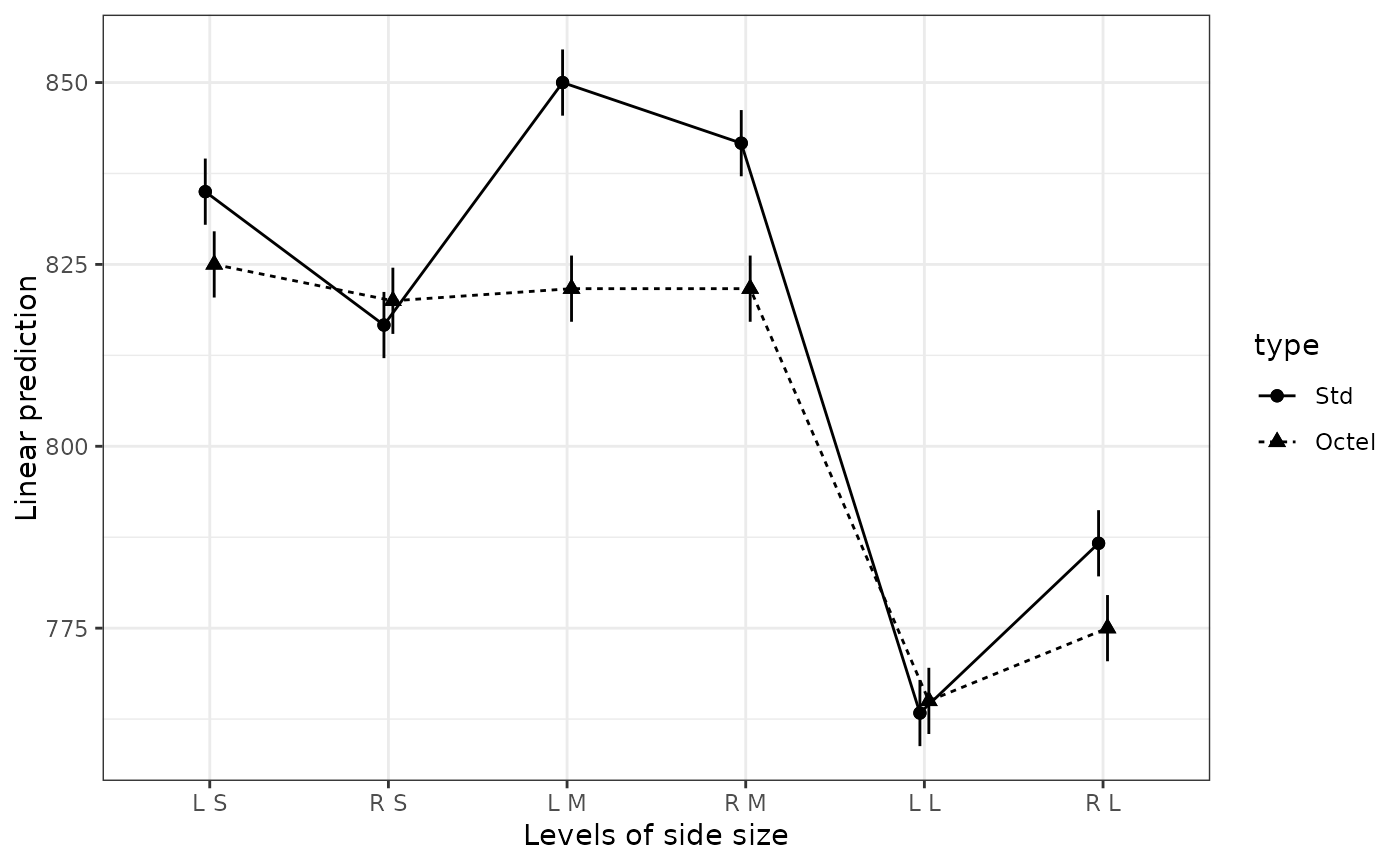 850
825
800
775
Linear prediction
L S
R S
L M
R M
L L
R L
Levels of side size
type
Std
Octel